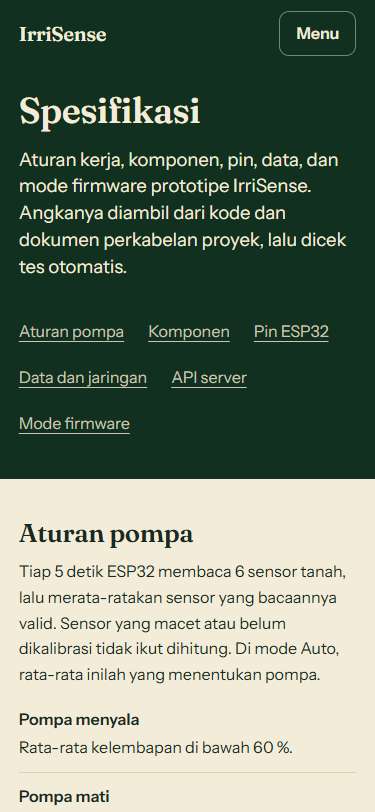 IrriSense
Menu
Spesifikasi
Aturan kerja, komponen, pin, data, dan
mode firmware prototipe IrriSense.
Angkanya diambil dari kode dan
dokumen perkabelan proyek, lalu dicek
tes otomatis.
Aturan pompa Komponen Pin ESP32
Data dan jaringan API server
Mode firmware
Aturan pompa
Tiap 5 detik ESP32 membaca 6 sensor tanah,
lalu merata-ratakan sensor yang bacaannya
valid. Sensor yang macet atau belum
dikalibrasi tidak ikut dihitung. Di mode Auto,
rata-rata inilah yang menentukan pompa.
Pompa menyala
Rata-rata kelembapan di bawah 60 %.
Pompa mati